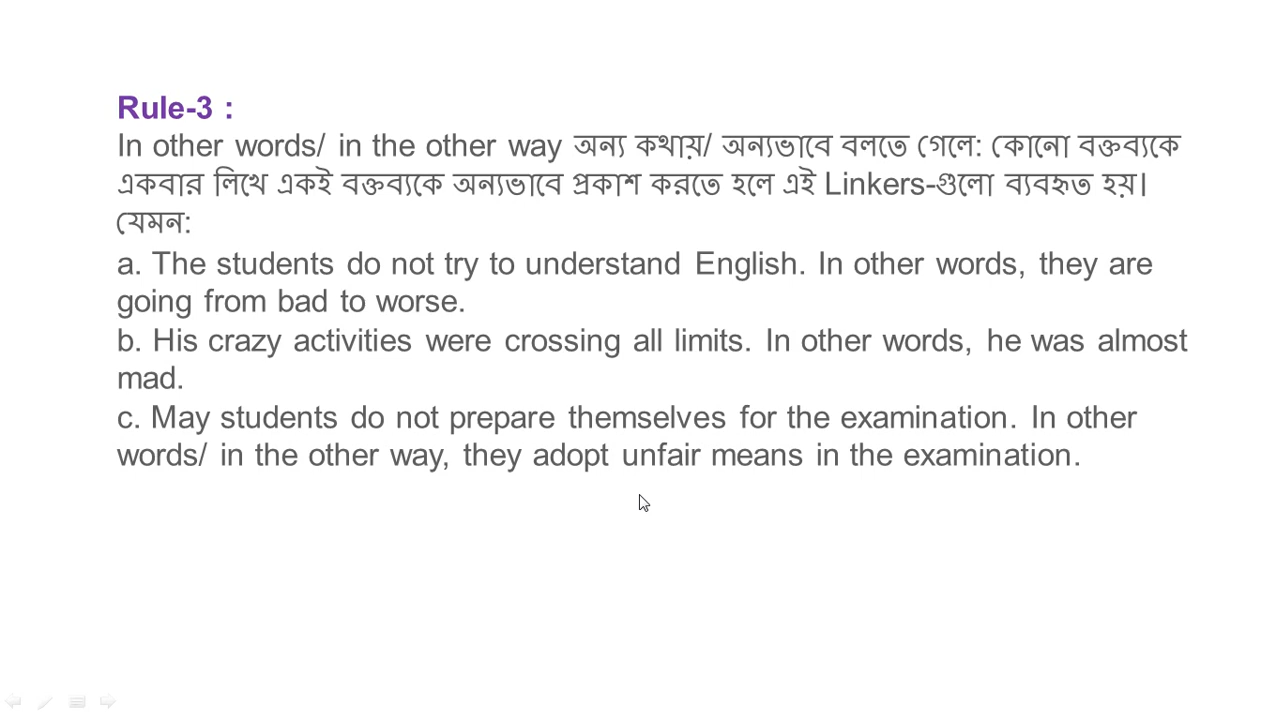 Rule-3 :
In other words/ in the other way অন্য কথায়/ অন্যভাবে বলতে গেলে: কোনো বক্তব্যকে
একবার লিখে একই বক্তব্যকে অন্যভাবে প্রকাশ করতে হলে এই Linkers-গুলো ব্যবহৃত হয়।
যেমন:
a. The students do not try to understand English. In other words, they are
going from bad to worse.
b. His crazy activities were crossing all limits. In other words, he was almost
mad.
c. May students do not prepare themselves for the examination. In other
words/ in the other way, they adopt unfair means in the examination.